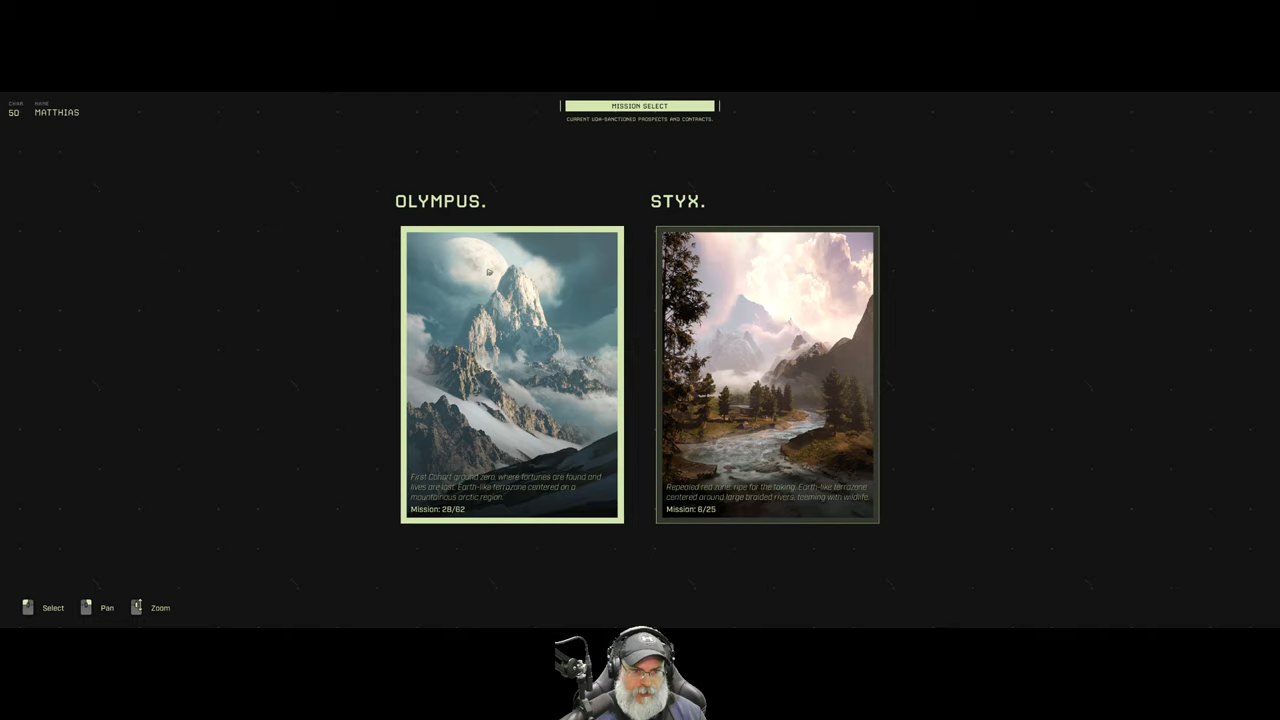 CHAR NAME
50 MATTHIAS
MISSION SELECT
CURRENT UDA-SANCTIONED PROSPECTS AND CONTRACTS.
OLYMPUS.
STYX.
First Cohort ground zero, where fortunes are found and
lives are lost. Earth-like terrazone centered on a
mountainous arctic region.
Mission: 28/62
Repealed red zone, ripe for the taking. Earth-like terrazone
centered around large braided rivers, teeming with wildlife.
Mission: 6/25
Select Pan Zoom